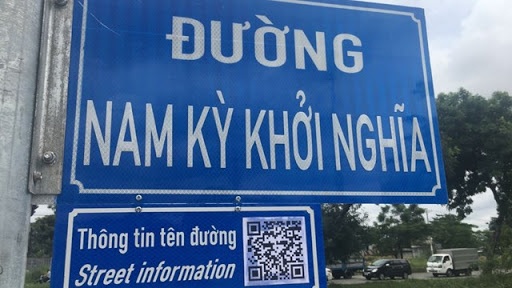 ĐƯỜNG
NAM KỲ KHỞI NGHĨA
Thông tin tên đường
Street information